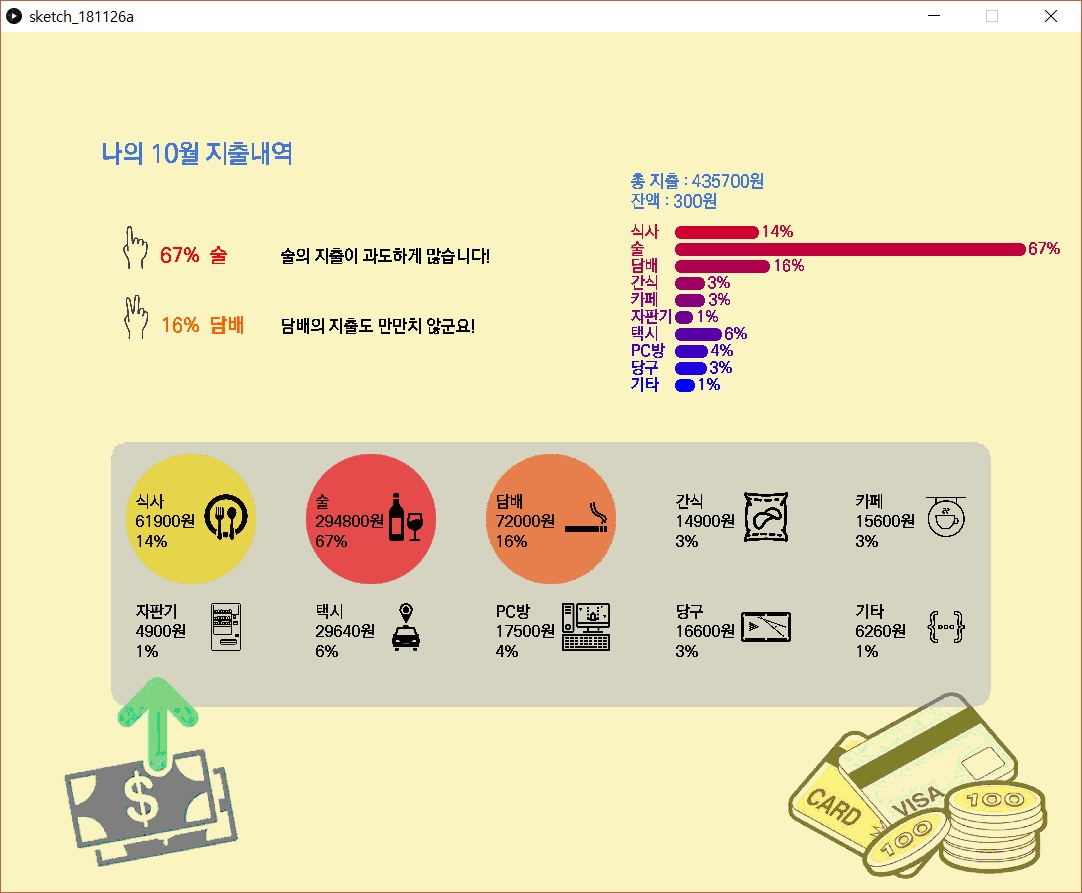 sketch_181126a
나의 10월 지출내역
총 지출 : 435700원
잔액 : 300원
67% 술 술의 지출이 과도하게 많습니다!
16% 담배 담배의 지출도 만만치 않군요!
식사 14%
술 67%
담배 16%
간식 3%
카페 3%
자판기 1%
택시 6%
PC방 4%
당구 3%
기타 1%
식사
61900원
14%
술
294800원
67%
담배
72000원
16%
간식
14900원
3%
카페
15600원
3%
자판기
4900원
1%
택시
29640원
6%
PC방
17500원
4%
당구
16600원
3%
기타
6260원
1%
$
CARD
VISA
100
100